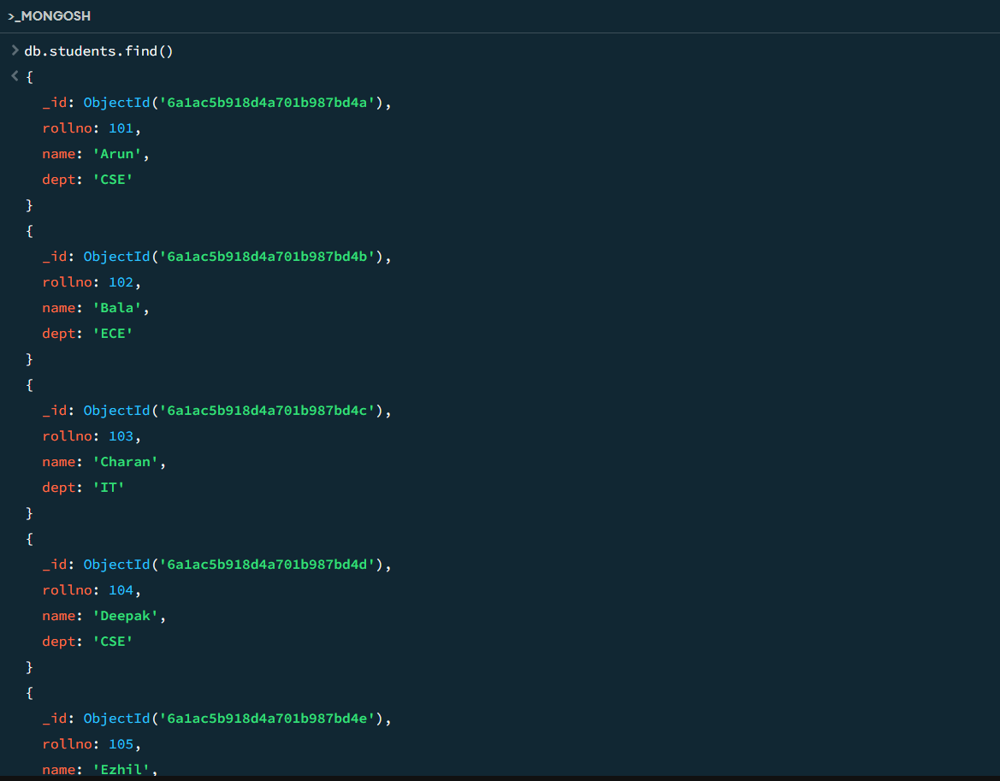 >_MONGOSH
> db.students.find()
< {
_id: ObjectId('6a1ac5b918d4a701b987bd4a'),
rollno: 101,
name: 'Arun',
dept: 'CSE'
}
{
_id: ObjectId('6a1ac5b918d4a701b987bd4b'),
rollno: 102,
name: 'Bala',
dept: 'ECE'
}
{
_id: ObjectId('6a1ac5b918d4a701b987bd4c'),
rollno: 103,
name: 'Charan',
dept: 'IT'
}
{
_id: ObjectId('6a1ac5b918d4a701b987bd4d'),
rollno: 104,
name: 'Deepak',
dept: 'CSE'
}
{
_id: ObjectId('6a1ac5b918d4a701b987bd4e'),
rollno: 105,
name: 'Ezhil',